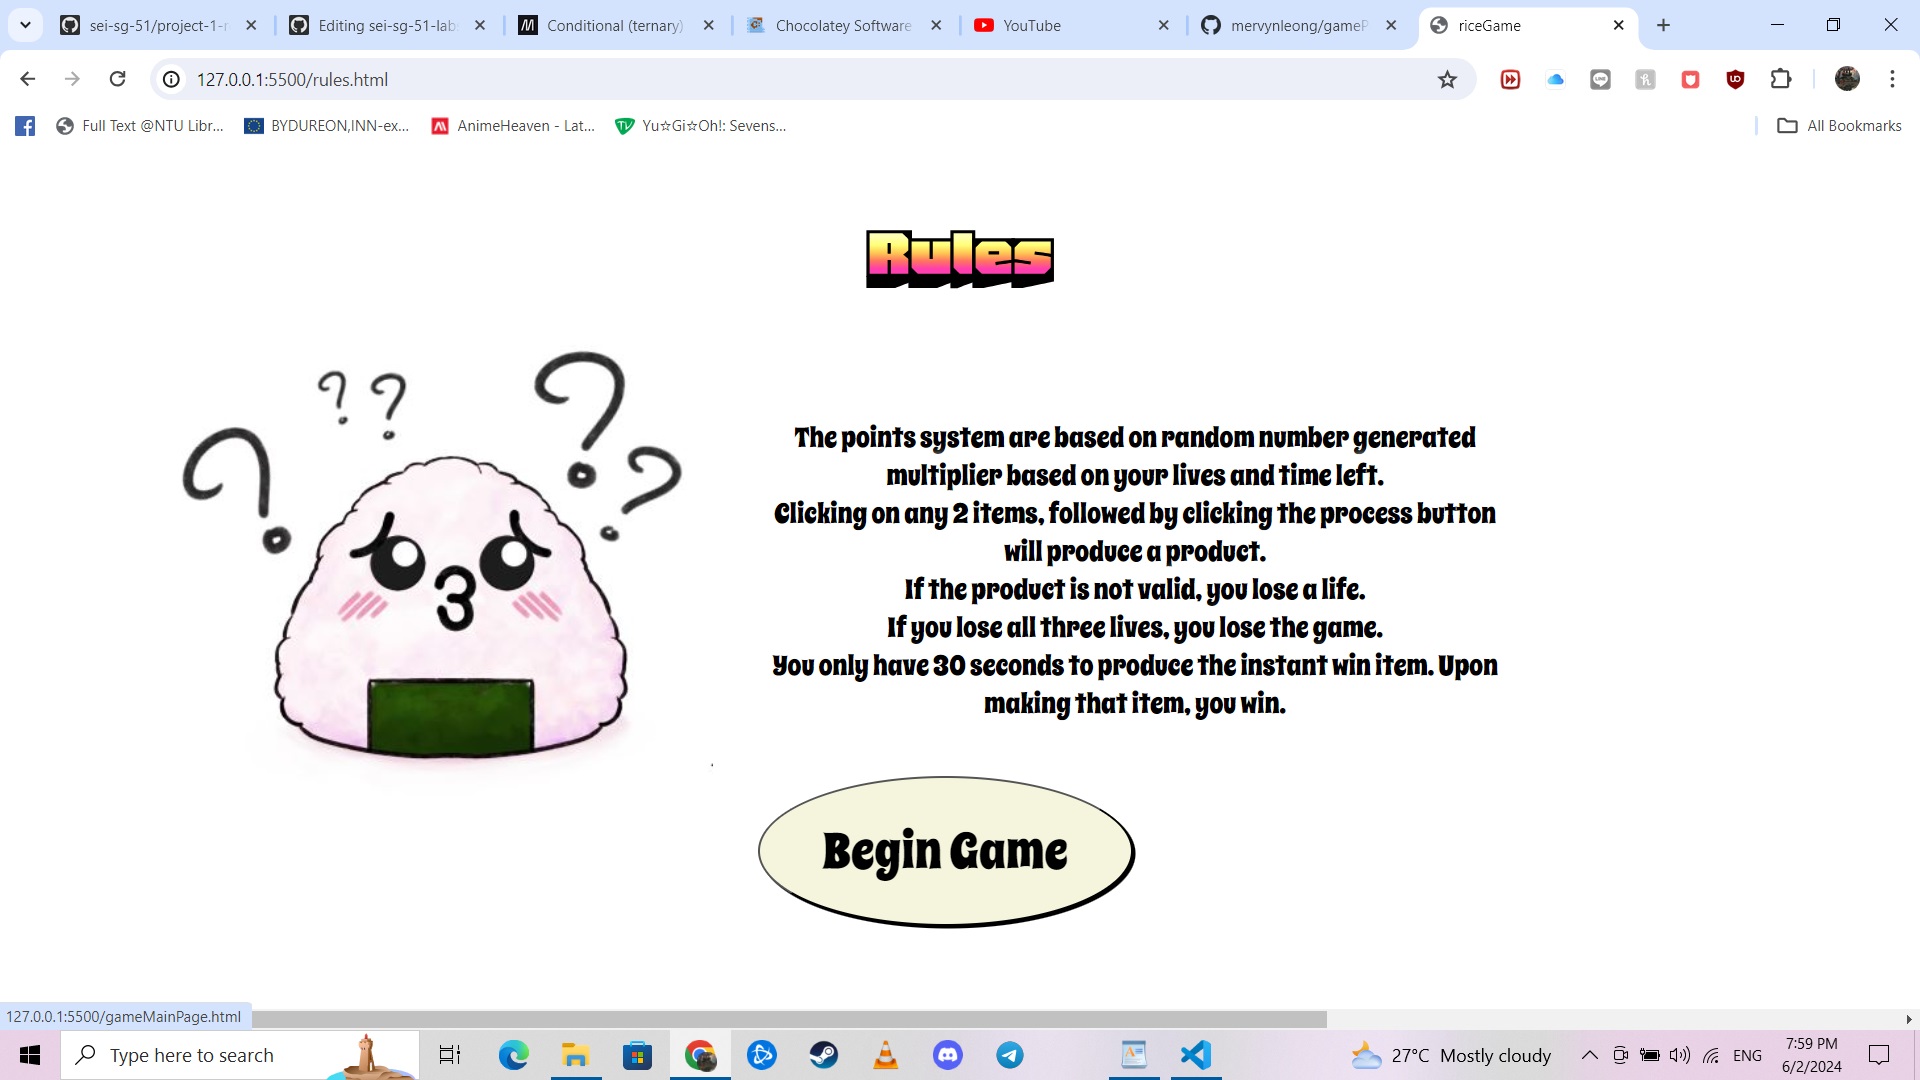 sei-sg-51/project-1-r
Editing sei-sg-51-lab
Conditional (ternary)
Chocolatey Software
YouTube
mervynleong/gameP
riceGame
127.0.0.1:5500/rules.html
Full Text @NTU Libr...
BYDUREON,INN-ex...
AnimeHeaven - Lat...
Yu☆Gi☆Oh!: Sevens...
All Bookmarks
Rules
? ? ? ? ?
3
The points system are based on random number generated
multiplier based on your lives and time left.
Clicking on any 2 items, followed by clicking the process button
will produce a product.
If the product is not valid, you lose a life.
If you lose all three lives, you lose the game.
You only have 30 seconds to produce the instant win item. Upon
making that item, you win.
Begin Game
127.0.0.1:5500/gameMainPage.html
Type here to search
27°C Mostly cloudy
ENG
7:59 PM
6/2/2024